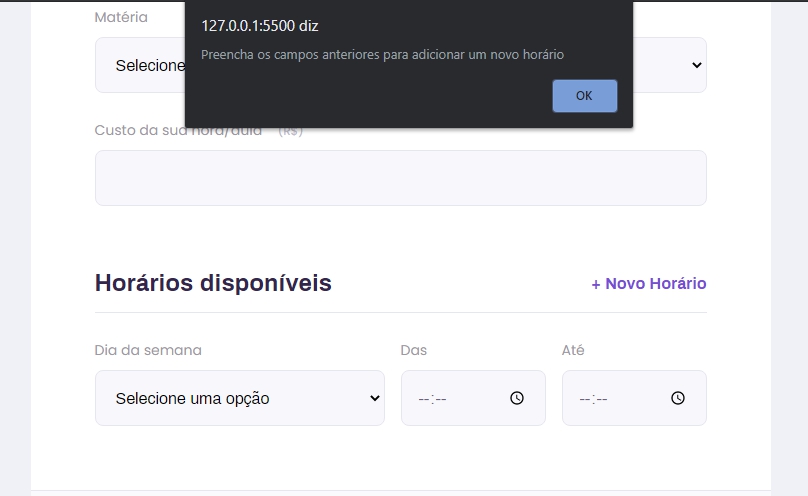 127.0.0.1:5500 diz
Preencha os campos anteriores para adicionar um novo horário
OK
Matéria
Selecione
Custo da sua hora/aula (R$)
Horários disponíveis
+ Novo Horário
Dia da semana
Das
Até
Selecione uma opção
--:--
--:--